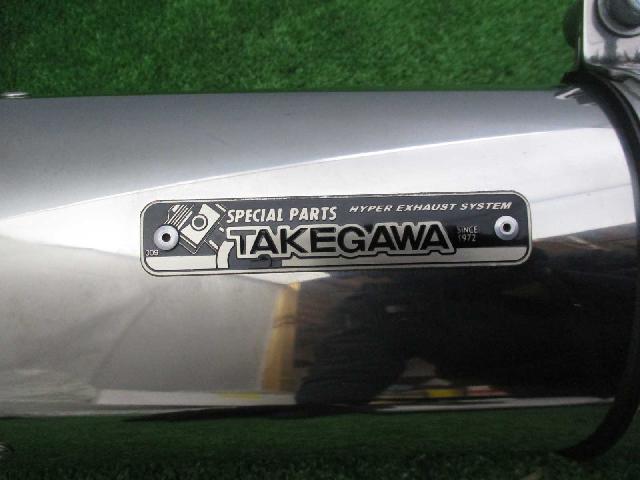 SPECIAL PARTS HYPER EXHAUST SYSTEM
TAKEGAWA SINCE 1972